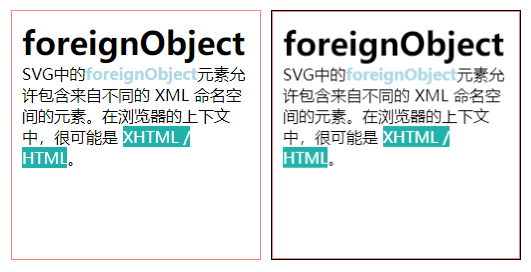 foreignObject
SVG中的foreignObject元素允
许包含来自不同的 XML 命名空
间的元素。在浏览器的上下文
中，很可能是 XHTML /
HTML。
foreignObject
SVG中的foreignObject元素允
许包含来自不同的 XML 命名空
间的元素。在浏览器的上下文
中，很可能是 XHTML /
HTML。